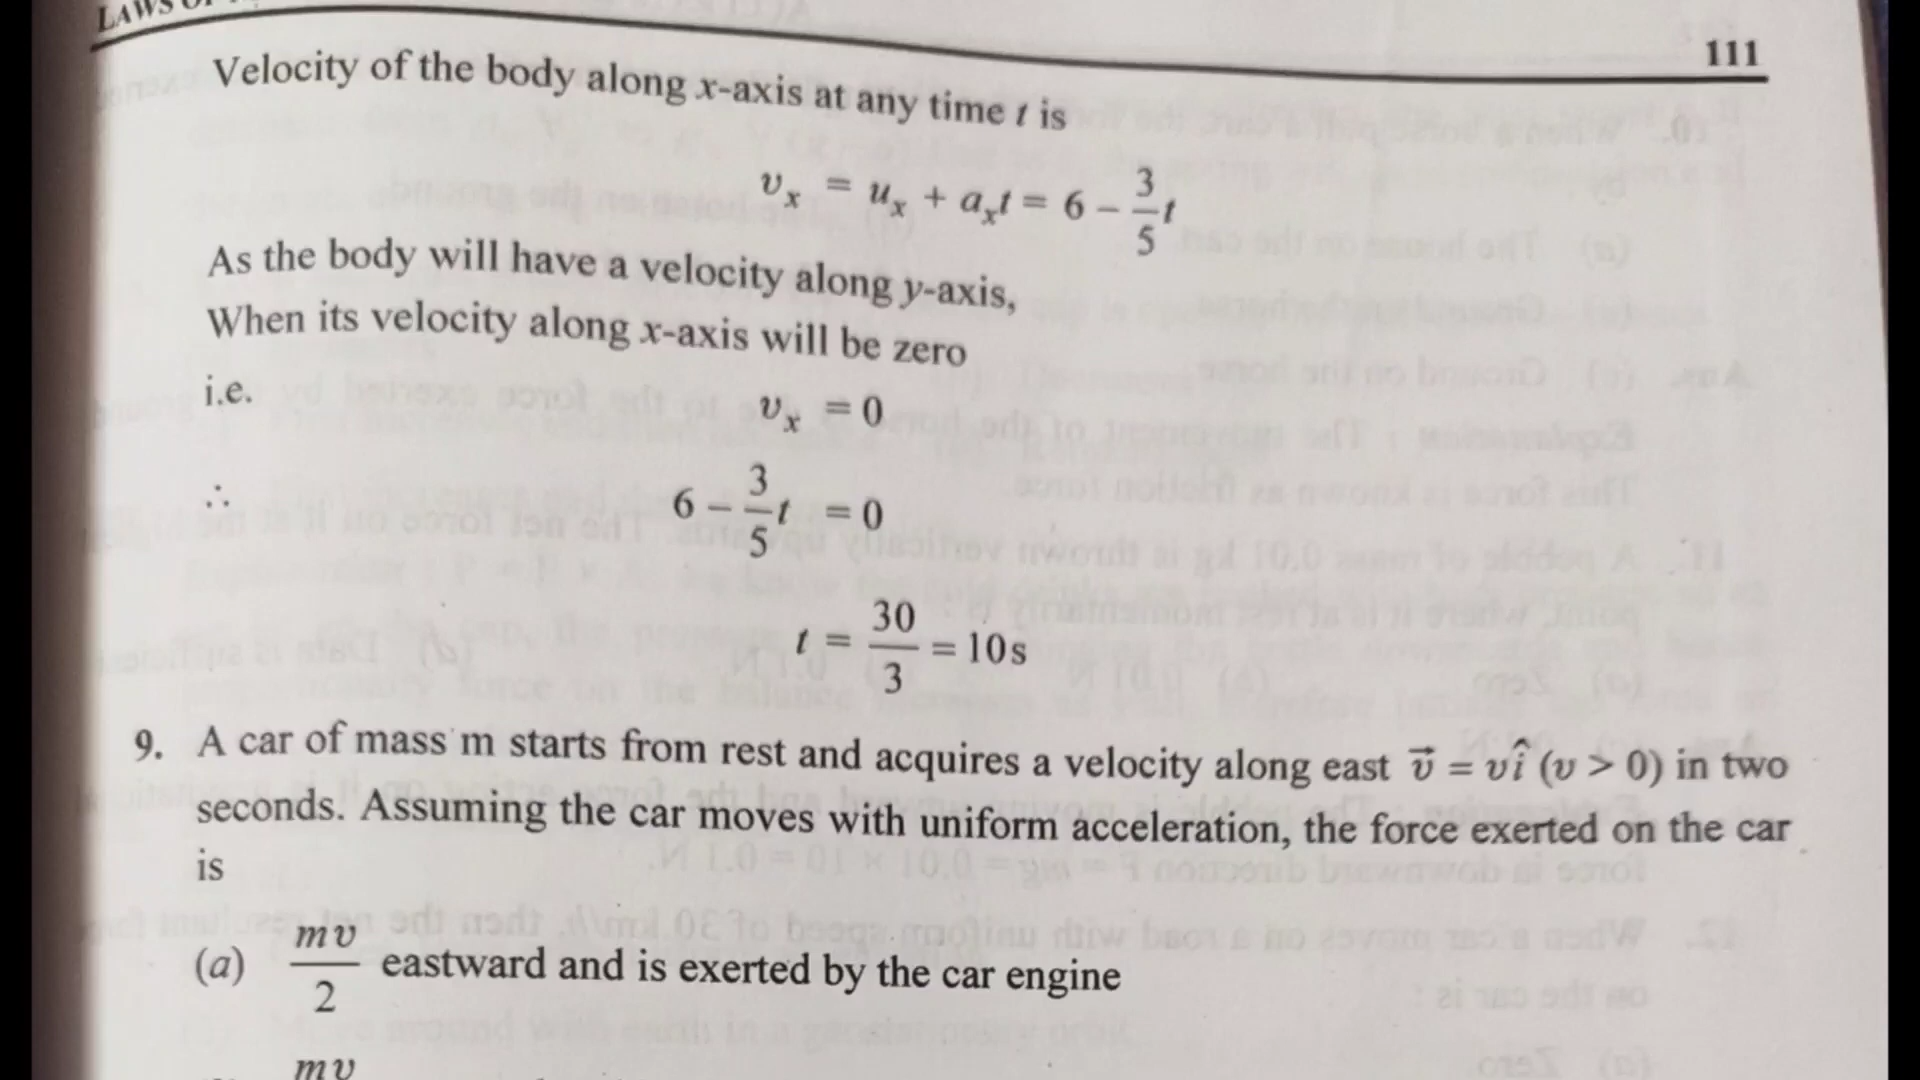 LAWS
111
Velocity of the body along x-axis at any time t is
vₓ = uₓ + aₓt = 6 − 3/5 t
As the body will have a velocity along y-axis,
When its velocity along x-axis will be zero
i.e. vₓ = 0
∴ 6 − 3/5 t = 0
t = 30/3 = 10s
9. A car of mass m starts from rest and acquires a velocity along east v⃗ = vî (v > 0) in two
seconds. Assuming the car moves with uniform acceleration, the force exerted on the car
is
(a) mv/2 eastward and is exerted by the car engine
mv